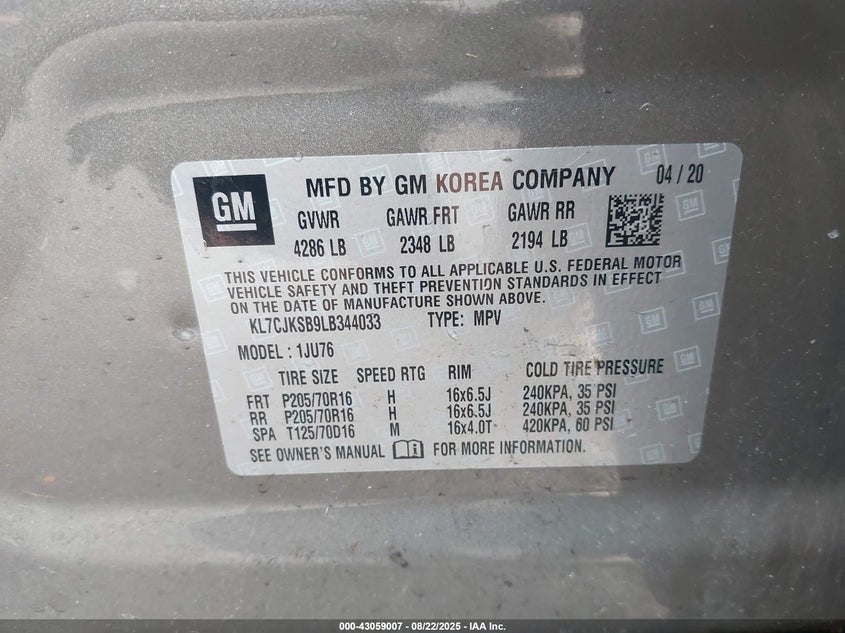 GM
MFD BY GM KOREA COMPANY 04 / 20
GVWR GAWR FRT GAWR RR
4286 LB 2348 LB 2194 LB
THIS VEHICLE CONFORMS TO ALL APPLICABLE U.S. FEDERAL MOTOR
VEHICLE SAFETY AND THEFT PREVENTION STANDARDS IN EFFECT
ON THE DATE OF MANUFACTURE SHOWN ABOVE.
KL7CJKSB9LB344033 TYPE: MPV
MODEL : 1JU76
TIRE SIZE SPEED RTG RIM COLD TIRE PRESSURE
FRT P205/70R16 H 16x6.5J 240KPA, 35 PSI
RR P205/70R16 H 16x6.5J 240KPA, 35 PSI
SPA T125/70D16 M 16x4.0T 420KPA, 60 PSI
SEE OWNER'S MANUAL FOR MORE INFORMATION.
000-43059007 - 08/22/2025 - IAA Inc.